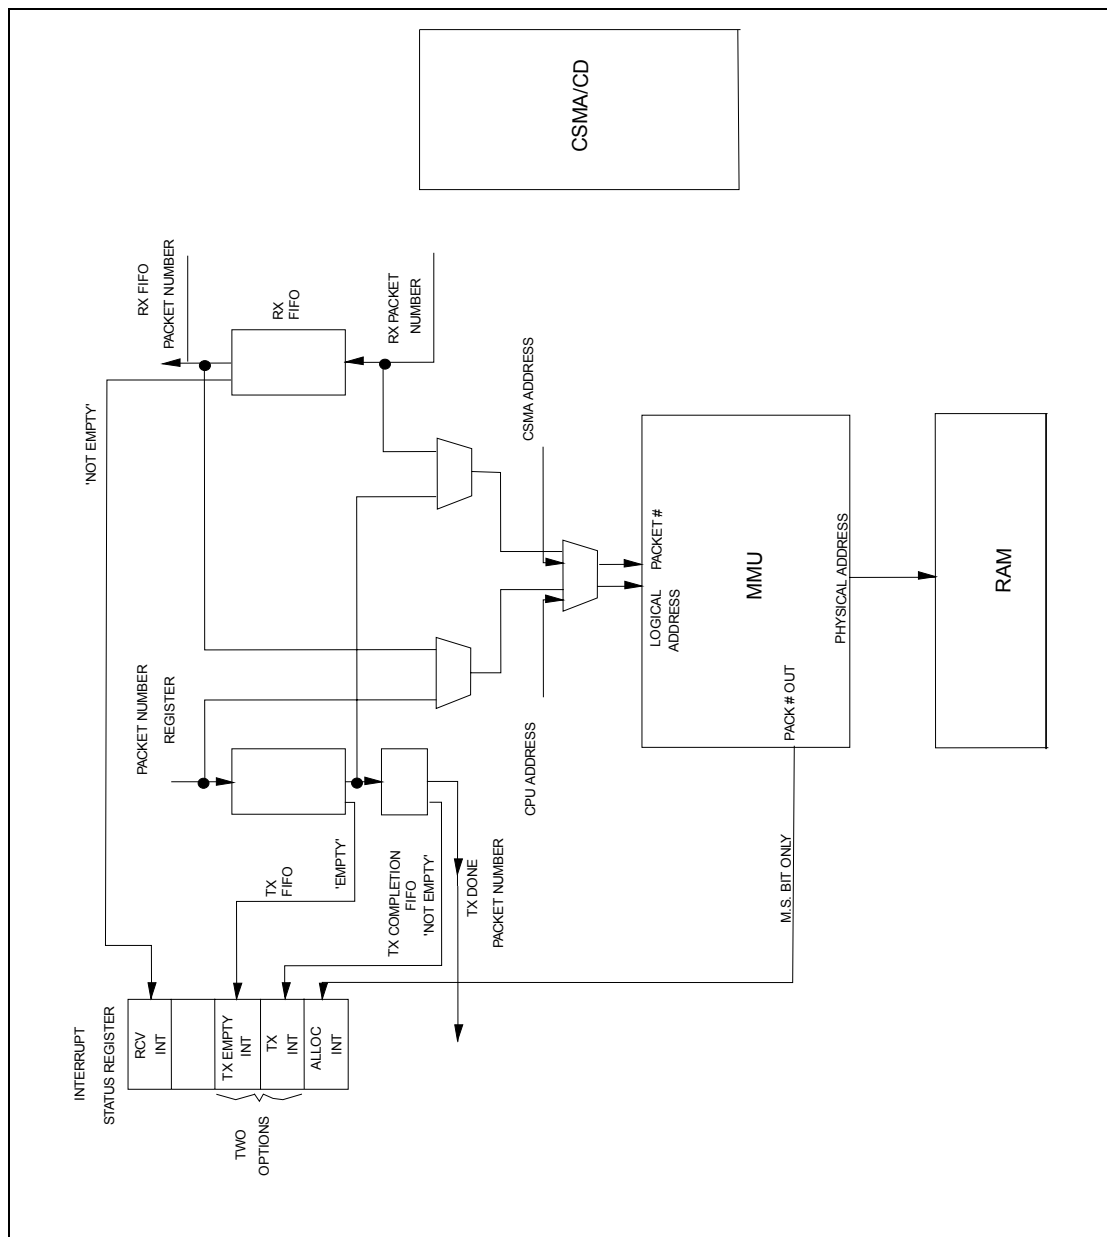 CSMA/CD
RX FIFO
PACKET NUMBER
RX
FIFO
RX PACKET
NUMBER
'NOT EMPTY'
CSMA ADDRESS
PACKET #
LOGICAL
ADDRESS
MMU
PHYSICAL ADDRESS
PACK # OUT
RAM
PACKET NUMBER
REGISTER
CPU ADDRESS
TX
FIFO
'EMPTY'
TX COMPLETION
FIFO
'NOT EMPTY'
TX DONE
PACKET NUMBER
M.S. BIT ONLY
INTERRUPT
STATUS REGISTER
RCV
INT
TX EMPTY
INT
TX
INT
ALLOC
INT
TWO
OPTIONS